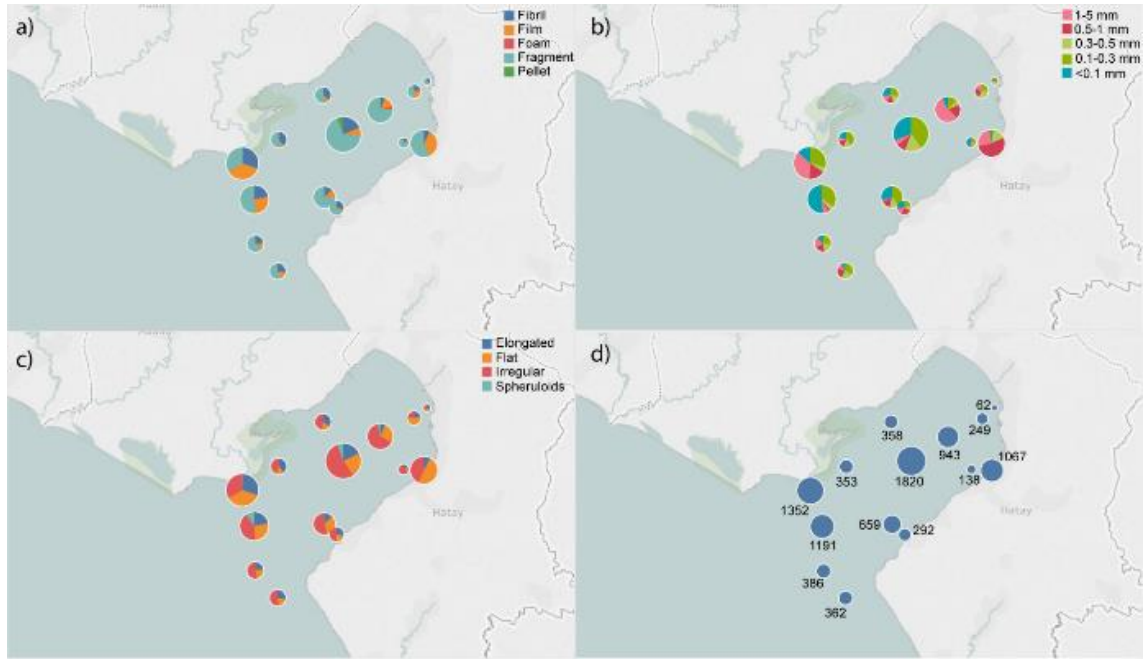 a)
Fibril
Film
Foam
Fragment
Pellet
Hatay
b)
1-5 mm
0.5-1 mm
0.3-0.5 mm
0.1-0.3 mm
<0.1 mm
Hatay
c)
Elongated
Flat
Irregular
Spheruloids
Hatay
d)
62
249
358
943
1067
353
1820
138
1352
659
292
1191
386
362
Hatay